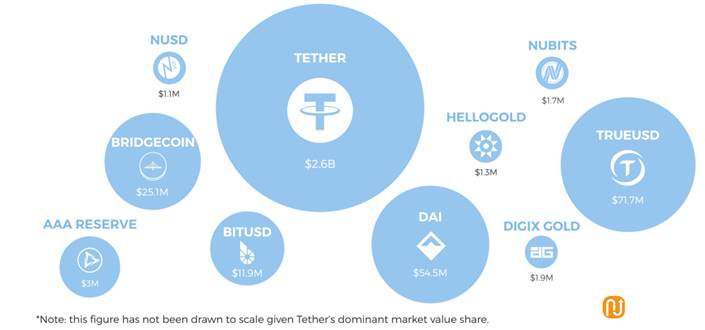 NUSD
$1.1M
TETHER
$2.6B
NUBITS
$1.7M
BRIDGECOIN
$25.1M
HELLOGOLD
$1.3M
TRUEUSD
$71.7M
AAA RESERVE
$3M
BITUSD
$11.9M
DAI
$54.5M
DIGIX GOLD
$1.9M
*Note: this figure has not been drawn to scale given Tether's dominant market value share.